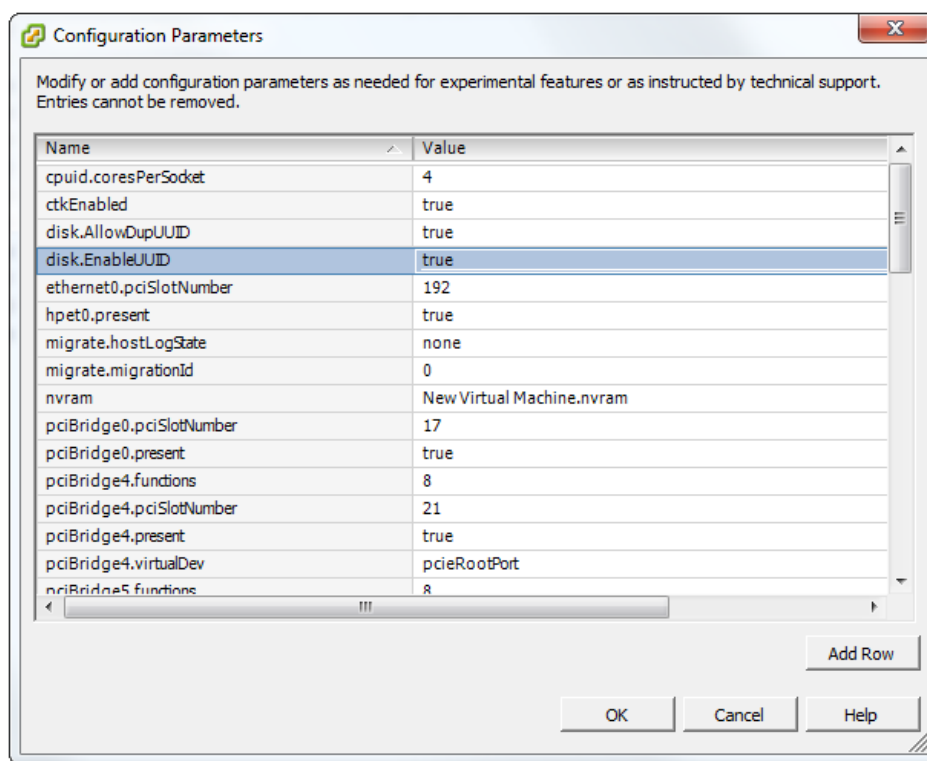 Configuration Parameters
Modify or add configuration parameters as needed for experimental features or as instructed by technical support.
Entries cannot be removed.
Name Value
cpuid.coresPerSocket 4
ctkEnabled true
disk.AllowDupUUID true
disk.EnableUUID true
ethernet0.pciSlotNumber 192
hpet0.present true
migrate.hostLogState none
migrate.migrationId 0
nvram New Virtual Machine.nvram
pciBridge0.pciSlotNumber 17
pciBridge0.present true
pciBridge4.functions 8
pciBridge4.pciSlotNumber 21
pciBridge4.present true
pciBridge4.virtualDev pcieRootPort
pciBridge5.functions 8
Add Row
OK Cancel Help